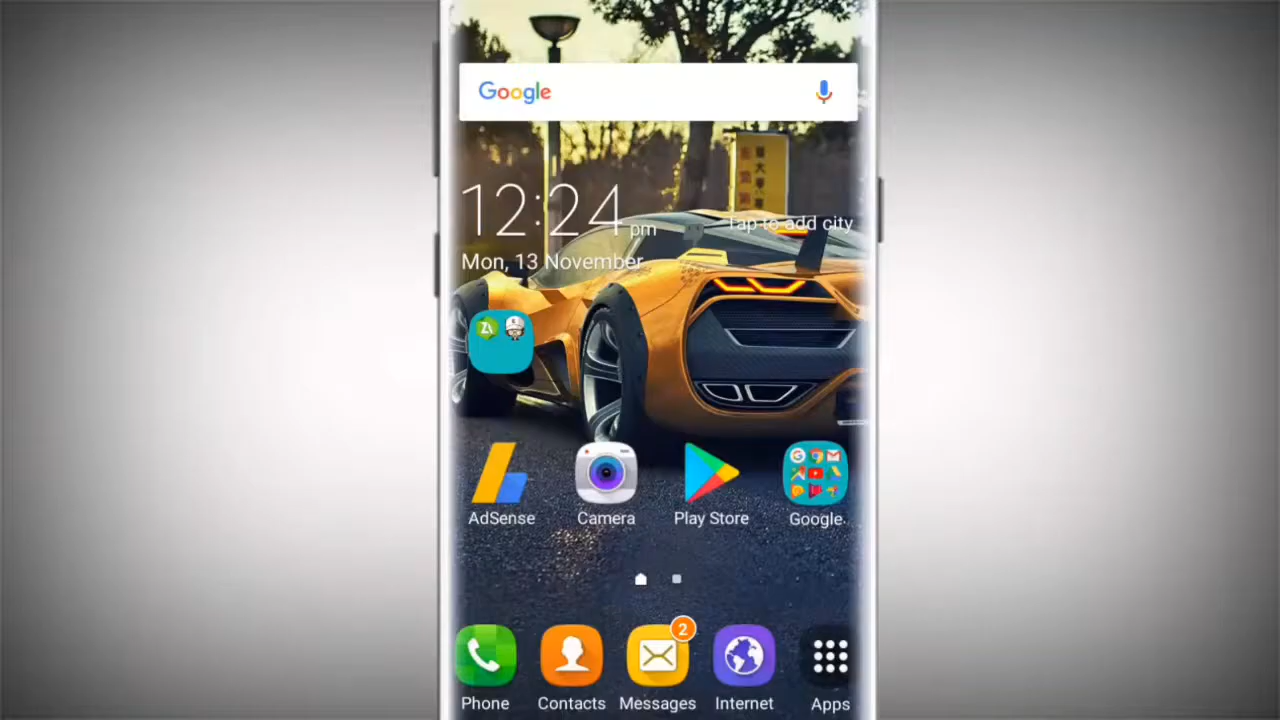 Google
12:24 pm
Tap to add city
Mon, 13 November
AdSense
Camera
Play Store
Google
2
Phone
Contacts
Messages
Internet
Apps